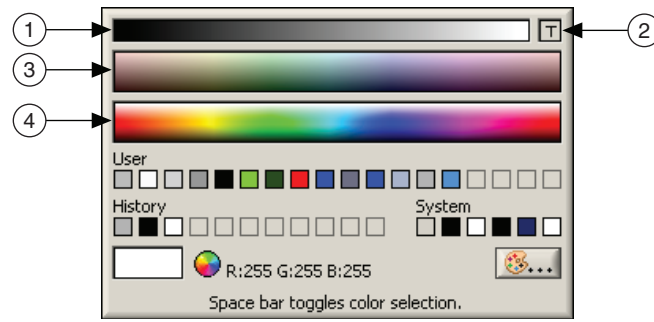 1
T
2
3
4
User
History
System
R:255 G:255 B:255
...
Space bar toggles color selection.